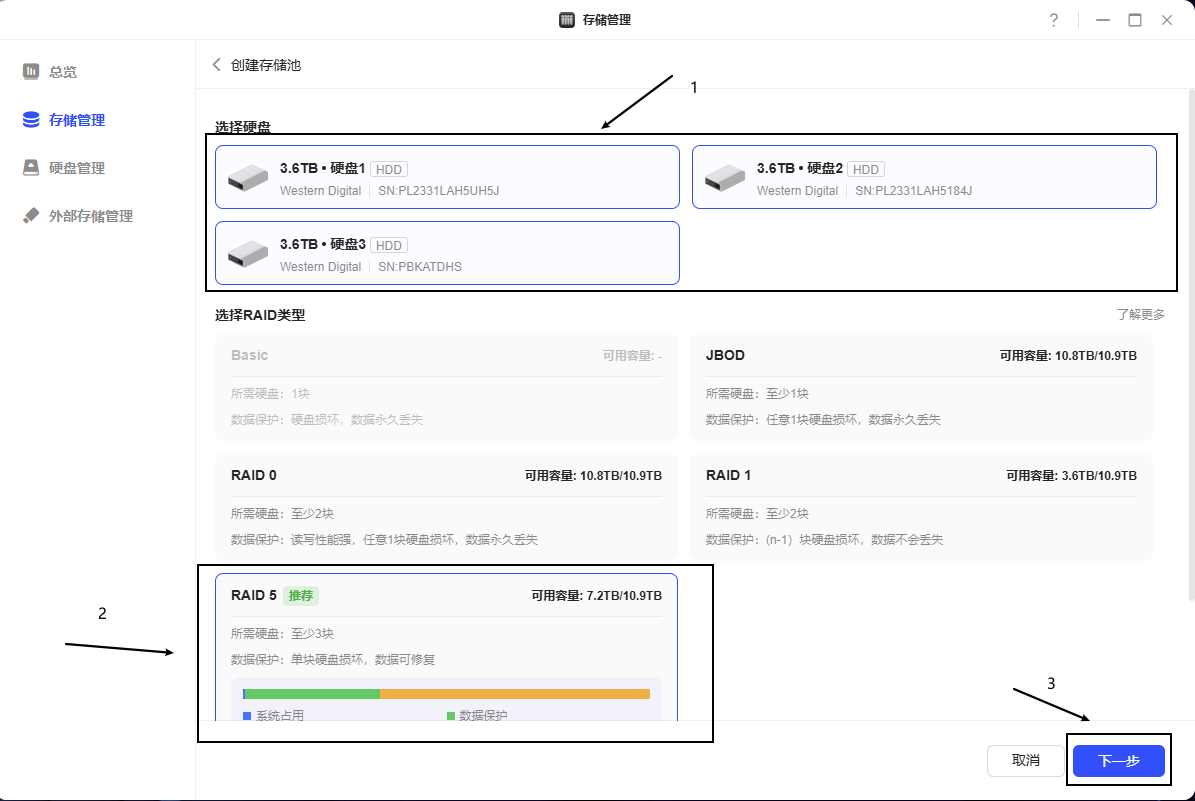 存储管理
?
总览
存储管理
硬盘管理
外部存储管理
创建存储池
1
选择硬盘
3.6TB • 硬盘1 HDD
Western Digital SN:PL2331LAH5UH5J
3.6TB • 硬盘2 HDD
Western Digital SN:PL2331LAH5184J
3.6TB • 硬盘3 HDD
Western Digital SN:PBKATDHS
选择RAID类型 了解更多
Basic 可用容量: -
所需硬盘：1块
数据保护：硬盘损坏，数据永久丢失
JBOD 可用容量: 10.8TB/10.9TB
所需硬盘：至少1块
数据保护：任意1块硬盘损坏，数据永久丢失
RAID 0 可用容量: 10.8TB/10.9TB
所需硬盘：至少2块
数据保护：读写性能强，任意1块硬盘损坏，数据永久丢失
RAID 1 可用容量: 3.6TB/10.9TB
所需硬盘：至少2块
数据保护：(n-1）块硬盘损坏，数据不会丢失
2
RAID 5 推荐 可用容量: 7.2TB/10.9TB
所需硬盘：至少3块
数据保护：单块硬盘损坏，数据可修复
系统占用 数据保护
3
取消 下一步